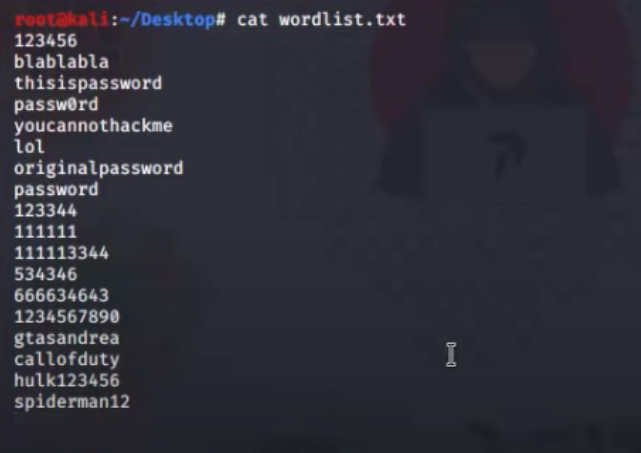 root@kali:~/Desktop# cat wordlist.txt
123456
blablabla
thisispassword
passw0rd
youcannothackme
lol
originalpassword
password
123344
111111
111113344
534346
666634643
1234567890
gtasandrea
callofduty
hulk123456
spiderman12